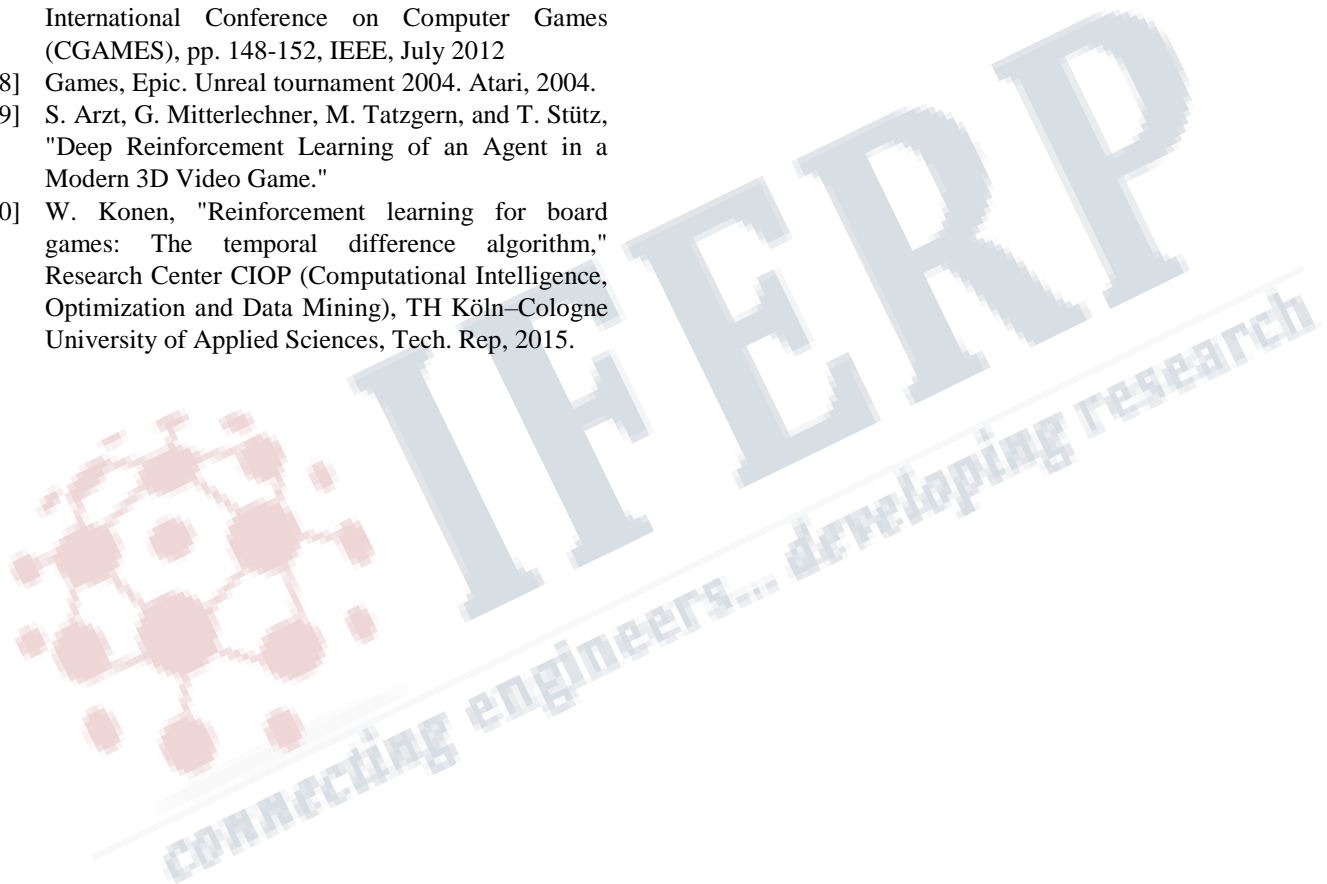 International Conference on Computer Games
(CGAMES), pp. 148-152, IEEE, July 2012
8] Games, Epic. Unreal tournament 2004. Atari, 2004.
9] S. Arzt, G. Mitterlechner, M. Tatzgern, and T. Stütz,
"Deep Reinforcement Learning of an Agent in a
Modern 3D Video Game."
0] W. Konen, "Reinforcement learning for board
games: The temporal difference algorithm,"
Research Center CIOP (Computational Intelligence,
Optimization and Data Mining), TH Köln–Cologne
University of Applied Sciences, Tech. Rep, 2015.
IFERP
connecting engineers... developing research